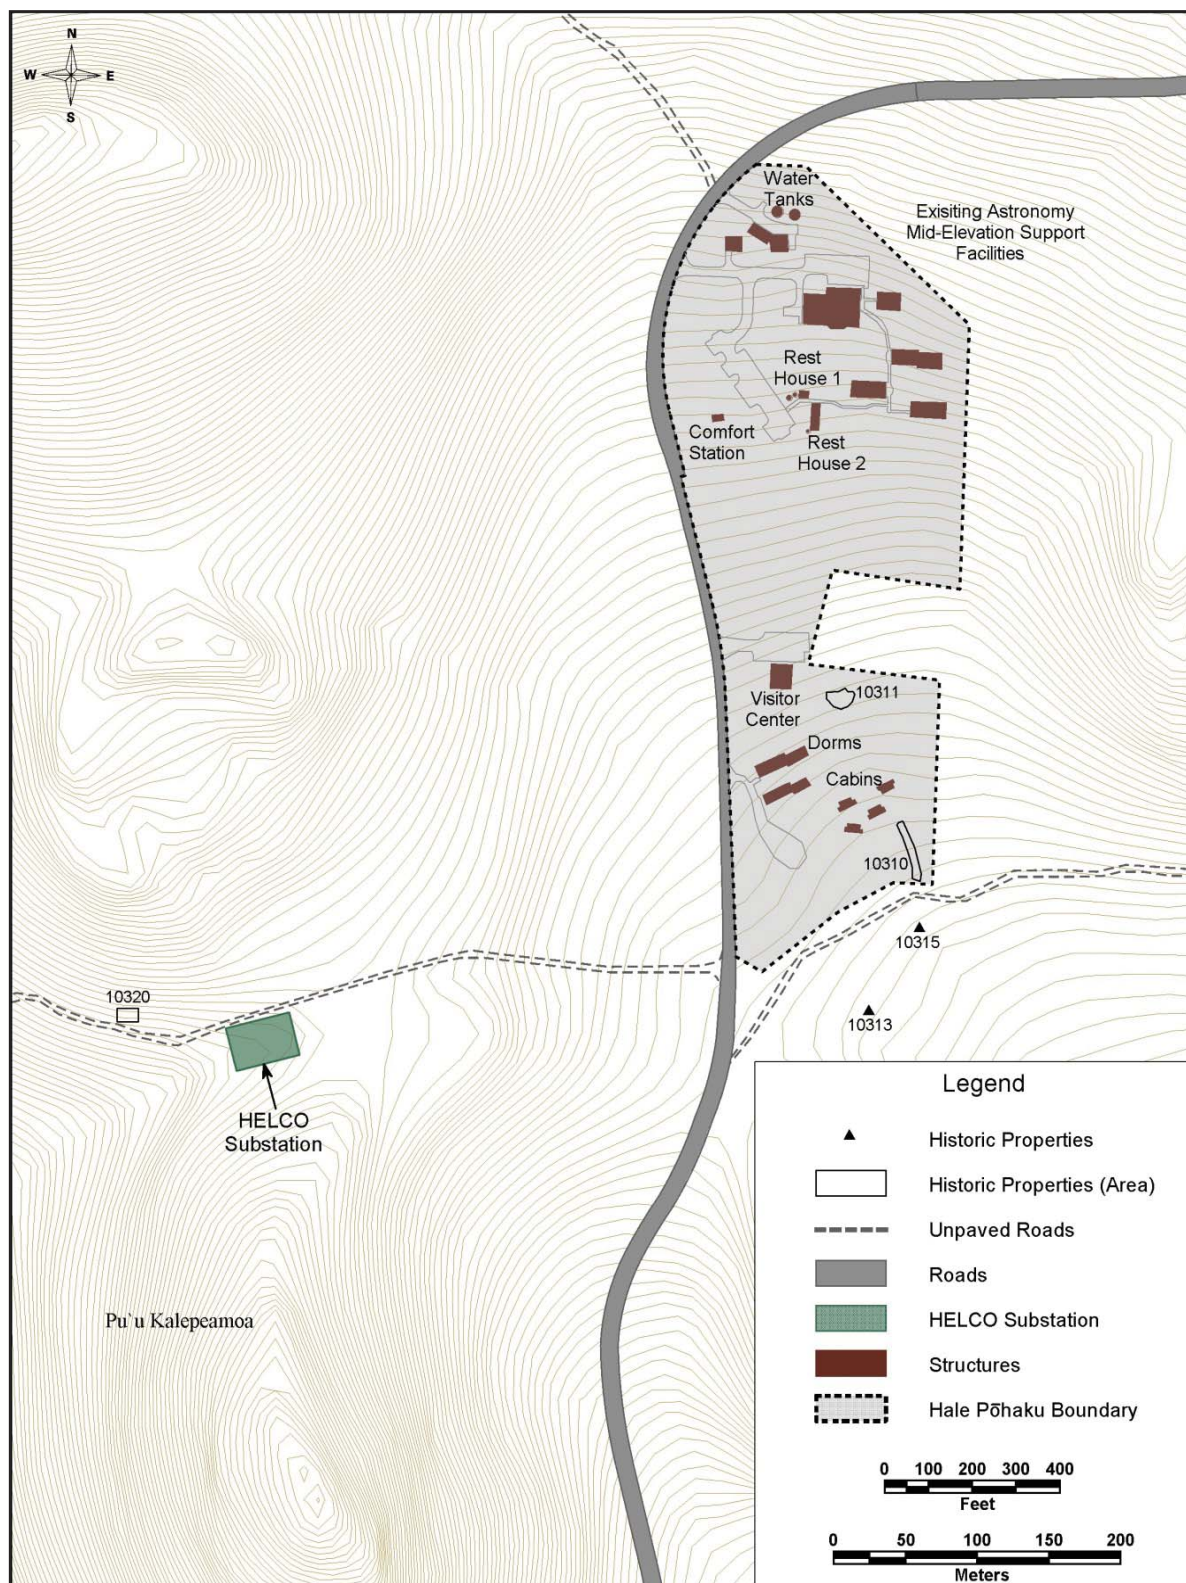 N
W E
S
Water
Tanks
Exisiting Astronomy
Mid-Elevation Support
Facilities
Rest
House 1
Comfort
Station
Rest
House 2
10311
Visitor
Center
Dorms
Cabins
10310
10315
10320
10313
HELCO
Substation
Pu`u Kalepeamoa
Legend
Historic Properties
Historic Properties (Area)
Unpaved Roads
Roads
HELCO Substation
Structures
Hale Pōhaku Boundary
0 100 200 300 400
Feet
0 50 100 150 200
Meters